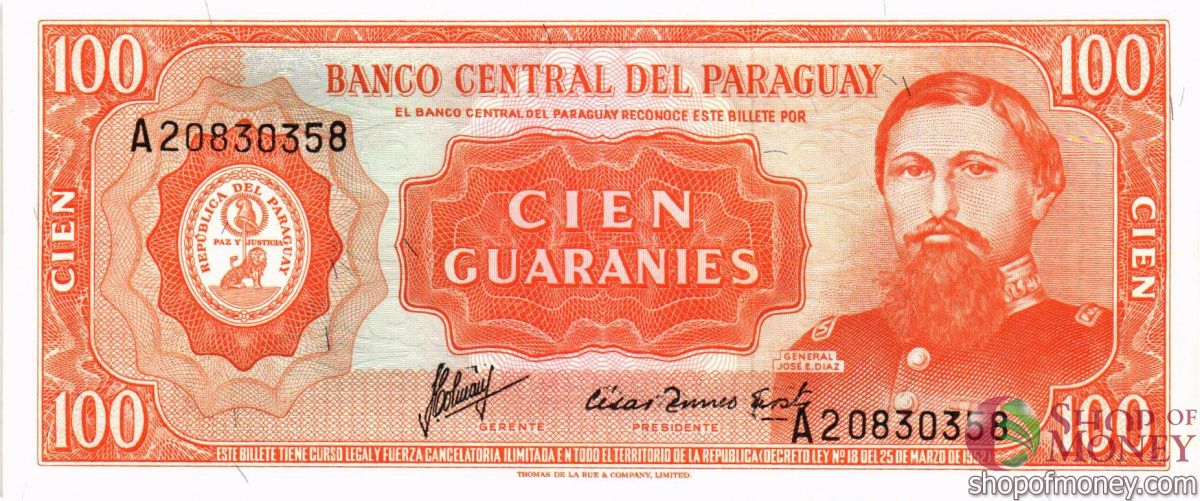 100
100
BANCO CENTRAL DEL PARAGUAY
EL BANCO CENTRAL DEL PARAGUAY RECONOCE ESTE BILLETE POR
A20830358
REPÚBLICA DEL PARAGUAY
PAZ Y JUSTICIA
CIEN
CIEN
GUARANIES
CIEN
GENERAL
JOSE E. DIAZ
GERENTE
PRESIDENTE
A20830358
100
100
ESTE BILLETE TIENE CURSO LEGAL Y FUERZA CANCELATORIA ILIMITADA EN TODO EL TERRITORIO DE LA REPUBLICA (DECRETO LEY Nº 18 DEL 25 DE MARZO DE
THOMAS DE LA RUE & COMPANY, LIMITED.
SHOP OF
MONEY
shopofmoney.com